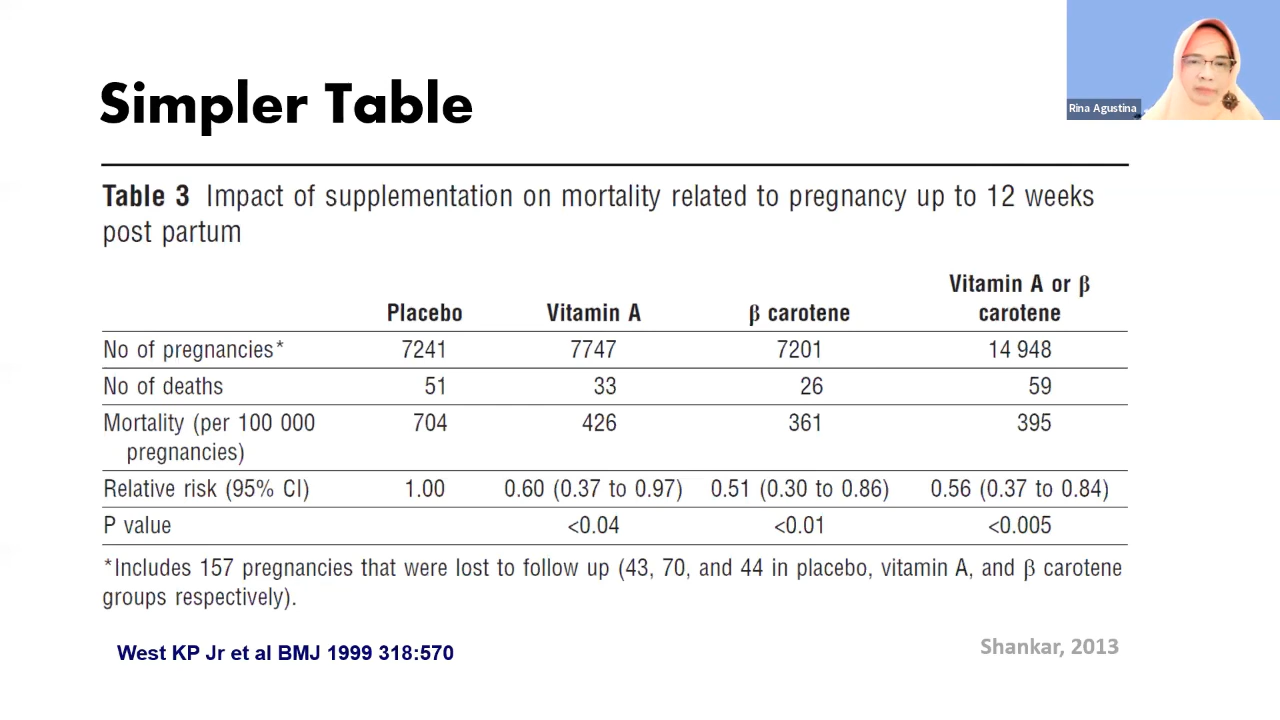 Simpler Table
Rina Agustina
Table 3 Impact of supplementation on mortality related to pregnancy up to 12 weeks
post partum
Placebo Vitamin A β carotene Vitamin A or β carotene
No of pregnancies* 7241 7747 7201 14 948
No of deaths 51 33 26 59
Mortality (per 100 000 pregnancies) 704 426 361 395
Relative risk (95% CI) 1.00 0.60 (0.37 to 0.97) 0.51 (0.30 to 0.86) 0.56 (0.37 to 0.84)
P value <0.04 <0.01 <0.005
*Includes 157 pregnancies that were lost to follow up (43, 70, and 44 in placebo, vitamin A, and β carotene
groups respectively).
West KP Jr et al BMJ 1999 318:570
Shankar, 2013